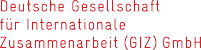 Deutsche Gesellschaft
für Internationale
Zusammenarbeit (GIZ) GmbH